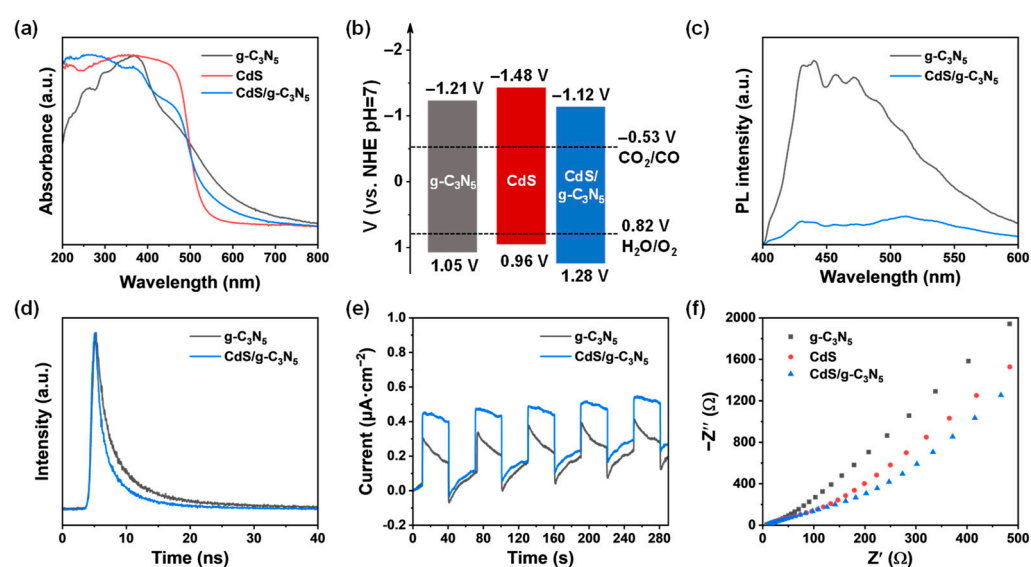 (a)
g-C₃N₅
CdS
CdS/g-C₃N₅
Absorbance (a.u.)
200 300 400 500 600 700 800
Wavelength (nm)
(b)
V (vs. NHE pH=7)
−2
−1
0
1
−1.21 V
−1.48 V
−1.12 V
−0.53 V
CO₂/CO
g-C₃N₅
CdS
CdS/
g-C₃N₅
0.82 V
H₂O/O₂
1.05 V
0.96 V
1.28 V
(c)
g-C₃N₅
CdS/g-C₃N₅
PL intensity (a.u.)
400 450 500 550 600
Wavelength (nm)
(d)
g-C₃N₅
CdS/g-C₃N₅
Intensity (a.u.)
0 10 20 30 40
Time (ns)
(e)
g-C₃N₅
CdS/g-C₃N₅
Current (μA·cm⁻²)
1.0
0.8
0.6
0.4
0.2
0.0
-0.2
0 40 80 120 160 200 240 280
Time (s)
(f)
g-C₃N₅
CdS
CdS/g-C₃N₅
−Z′′ (Ω)
2000
1600
1200
800
400
0
0 100 200 300 400 500
Z′ (Ω)